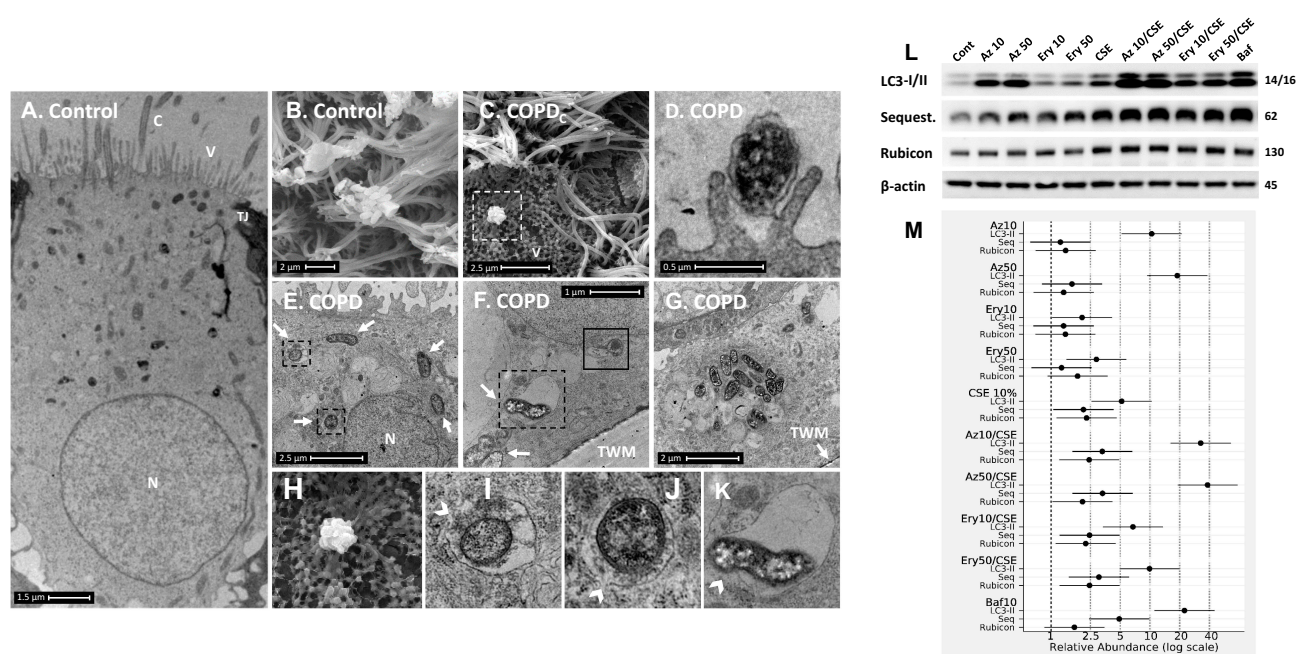 A. Control
C
V
TJ
N
1.5 µm
B. Control
2 µm
C. COPD
C
V
2.5 µm
D. COPD
0.5 µm
E. COPD
N
2.5 µm
F. COPD
1 µm
TWM
G. COPD
TWM
2 µm
H
I
J
K
L
Cont
Az 10
Az 50
Ery 10
Ery 50
CSE
Az 10/CSE
Az 50/CSE
Ery 10/CSE
Ery 50/CSE
Baf
LC3-I/II 14/16
Sequest. 62
Rubicon 130
β-actin 45
M
Az10
LC3-II
Seq
Rubicon
Az50
LC3-II
Seq
Rubicon
Ery10
LC3-II
Seq
Rubicon
Ery50
LC3-II
Seq
Rubicon
CSE 10%
LC3-II
Seq
Rubicon
Az10/CSE
LC3-II
Seq
Rubicon
Az50/CSE
LC3-II
Seq
Rubicon
Ery10/CSE
LC3-II
Seq
Rubicon
Ery50/CSE
LC3-II
Seq
Rubicon
Baf10
LC3-II
Seq
Rubicon
1 2.5 5 10 20 40
Relative Abundance (log scale)